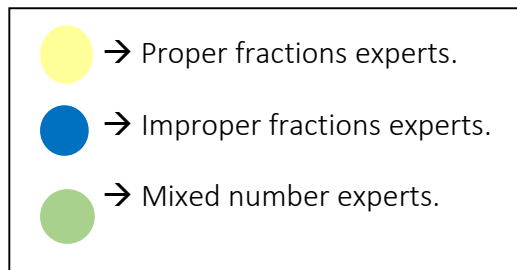 → Proper fractions experts.
→ Improper fractions experts.
→ Mixed number experts.